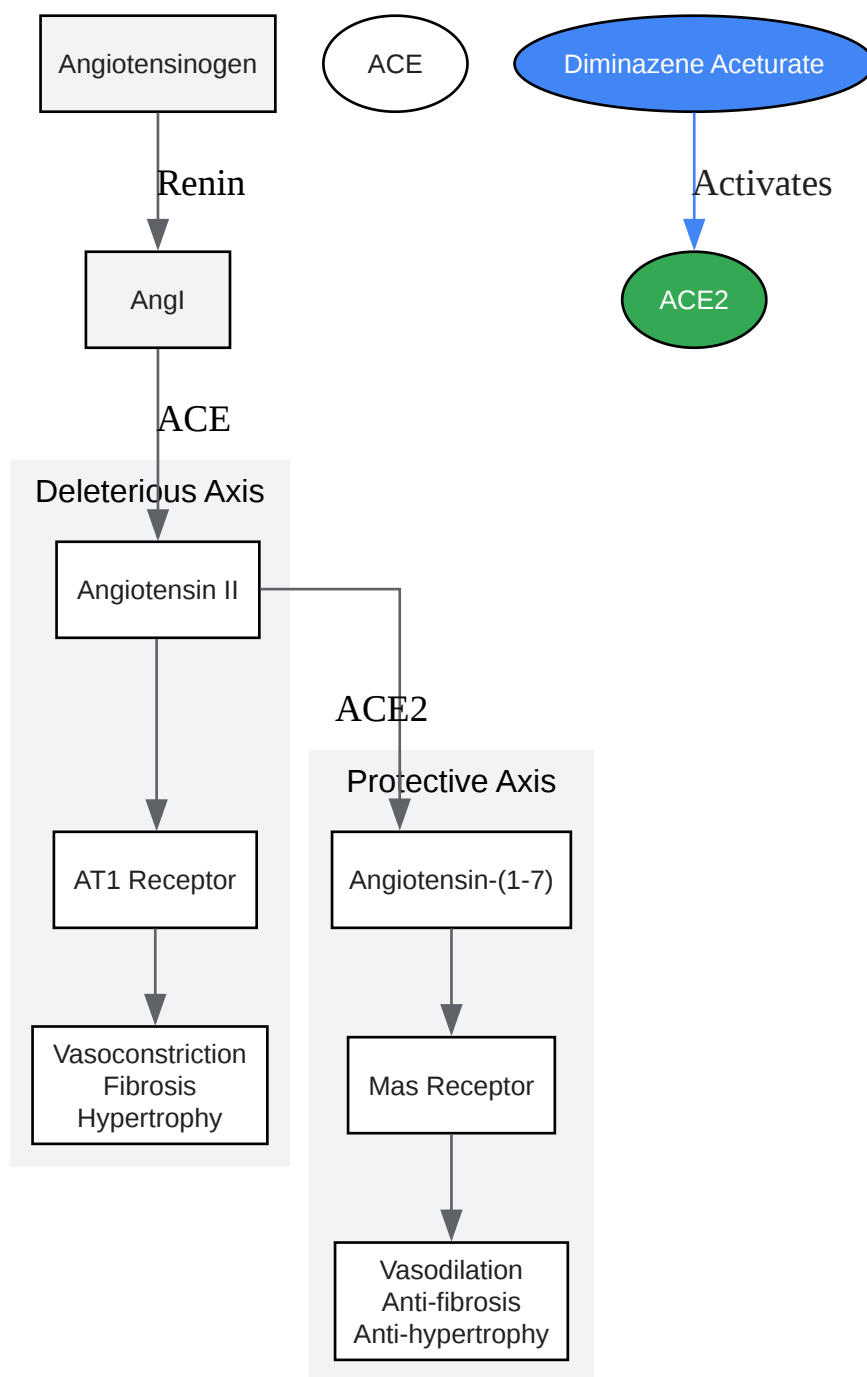 Angiotensinogen
ACE
Diminazene Aceturate
Renin
Activates
AngI
ACE2
ACE
Deleterious Axis
Angiotensin II
ACE2
Protective Axis
AT1 Receptor
Angiotensin-(1-7)
Vasoconstriction
Fibrosis
Hypertrophy
Mas Receptor
Vasodilation
Anti-fibrosis
Anti-hypertrophy